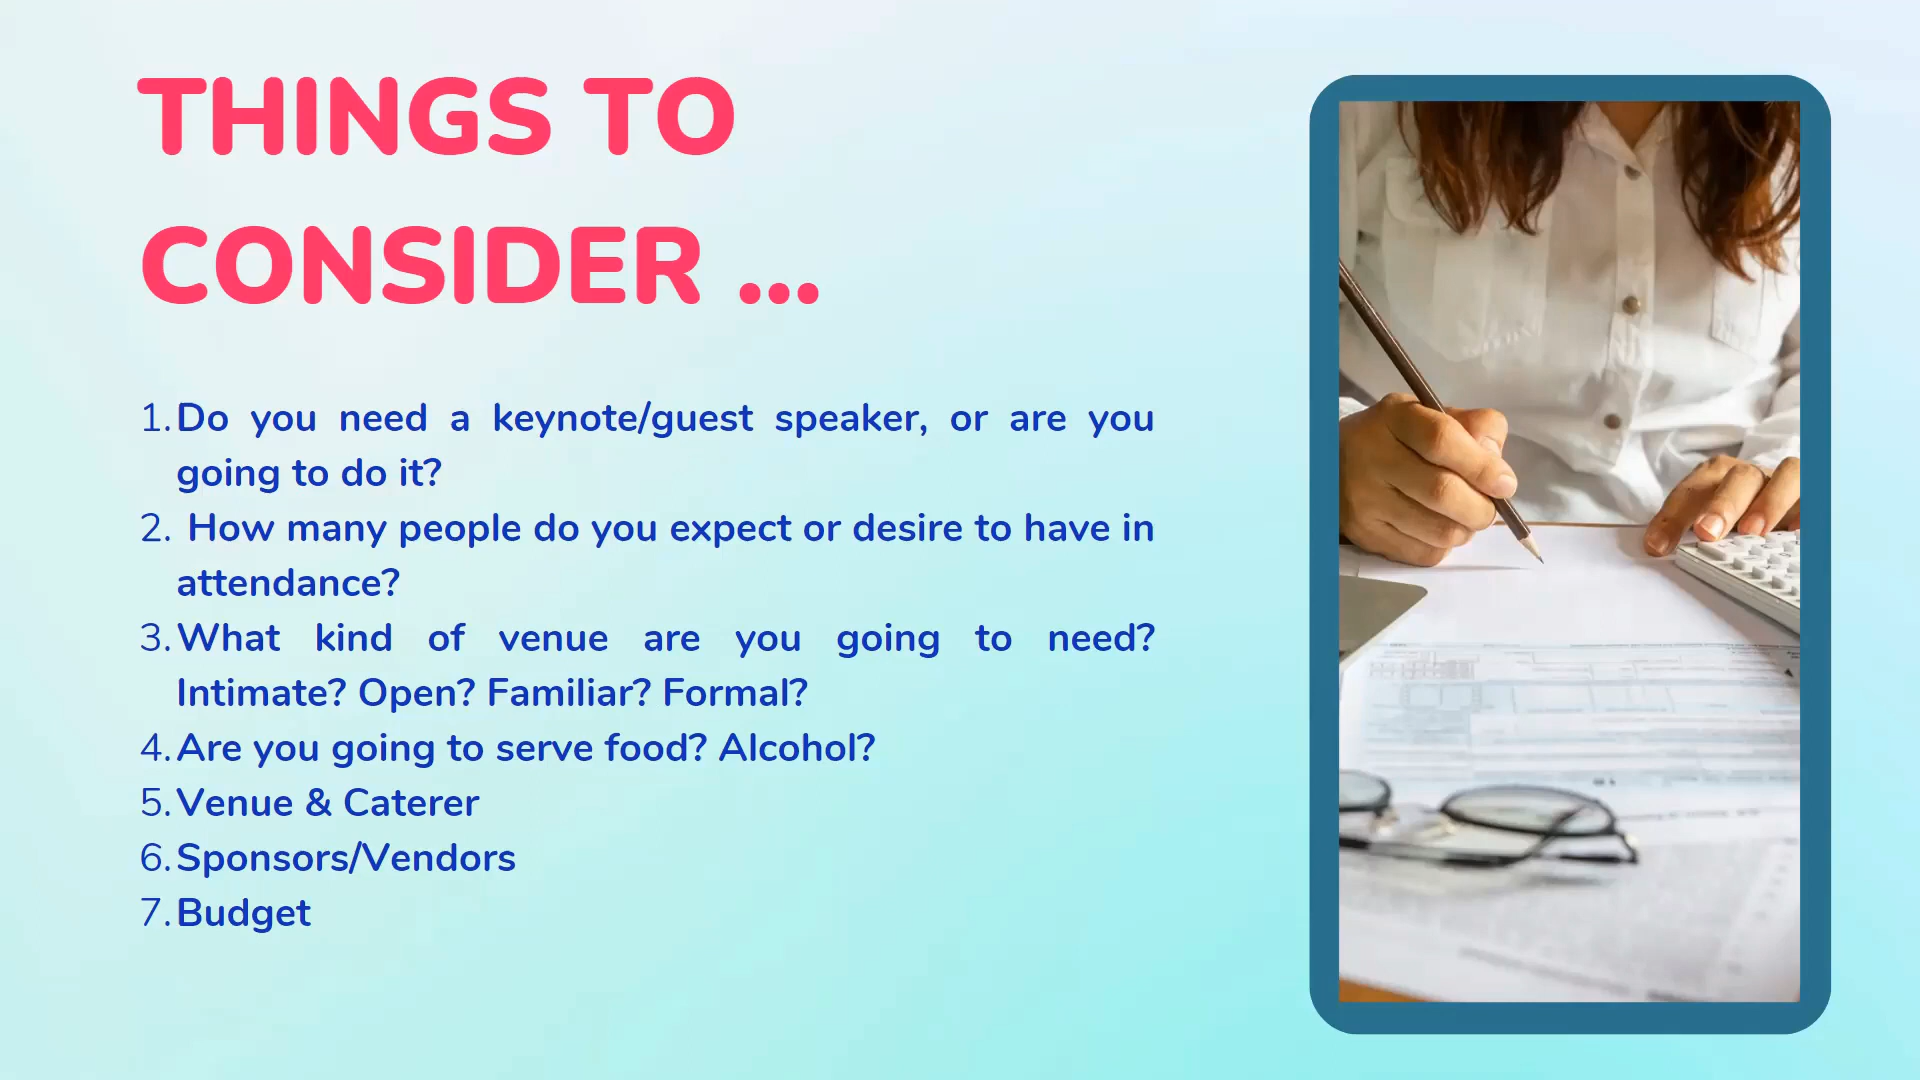 THINGS TO
CONSIDER ...
1. Do you need a keynote/guest speaker, or are you
going to do it?
2. How many people do you expect or desire to have in
attendance?
3. What kind of venue are you going to need?
Intimate? Open? Familiar? Formal?
4. Are you going to serve food? Alcohol?
5. Venue & Caterer
6. Sponsors/Vendors
7. Budget